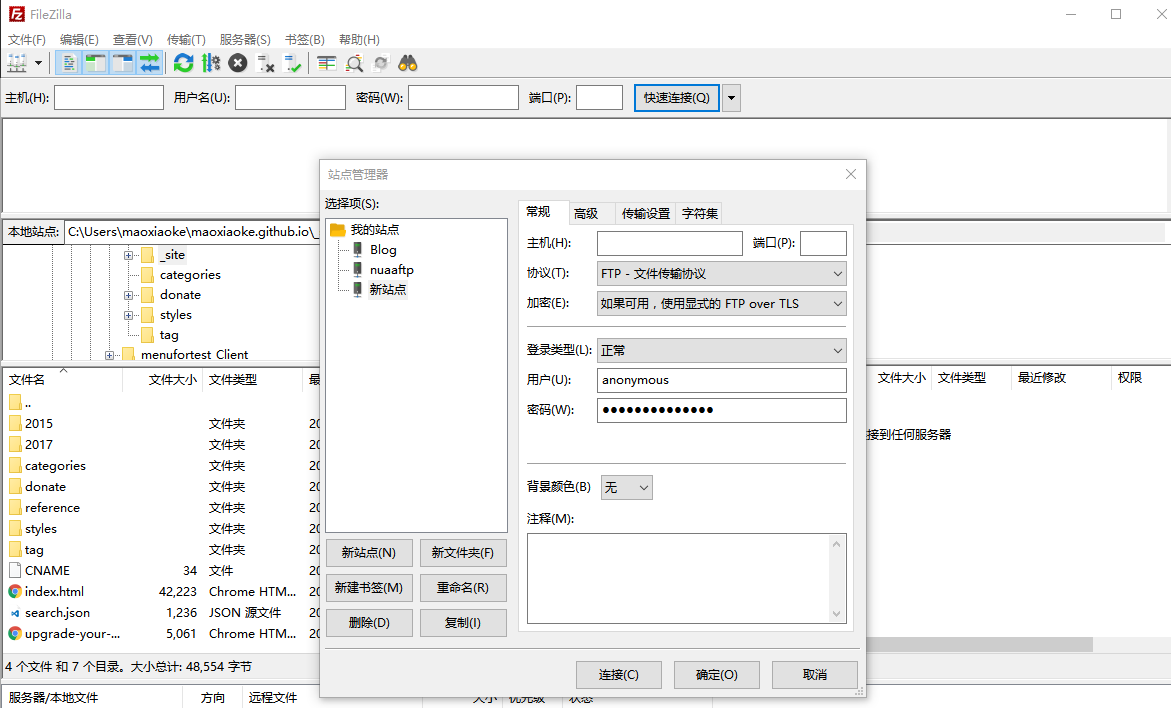 FileZilla
文件(F) 编辑(E) 查看(V) 传输(T) 服务器(S) 书签(B) 帮助(H)
主机(H): 用户名(U): 密码(W): 端口(P): 快速连接(Q)
本地站点: C:\Users\maoxiaoke\maoxiaoke.github.io\_
_site
categories
donate
styles
tag
menufortest Client
文件名 文件大小 文件类型 最
..
2015 文件夹 20
2017 文件夹 20
categories 文件夹 20
donate 文件夹 20
reference 文件夹 20
styles 文件夹 20
tag 文件夹 20
CNAME 34 文件 20
index.html 42,223 Chrome HTM... 20
search.json 1,236 JSON 源文件 20
upgrade-your-... 5,061 Chrome HTM... 20
4 个文件 和 7 个目录。大小总计: 48,554 字节
服务器/本地文件 方向 远程文件 大小 优先级 状态
站点管理器
选择项(S):
我的站点
Blog
nuaaftp
新站点
新站点(N) 新文件夹(F)
新建书签(M) 重命名(R)
删除(D) 复制(I)
常规 高级 传输设置 字符集
主机(H): 端口(P):
协议(T): FTP - 文件传输协议
加密(E): 如果可用，使用显式的 FTP over TLS
登录类型(L): 正常
用户(U): anonymous
密码(W): ●●●●●●●●●●●●●●
背景颜色(B) 无
注释(M):
连接(C) 确定(O) 取消
文件大小 文件类型 最近修改 权限
接到任何服务器